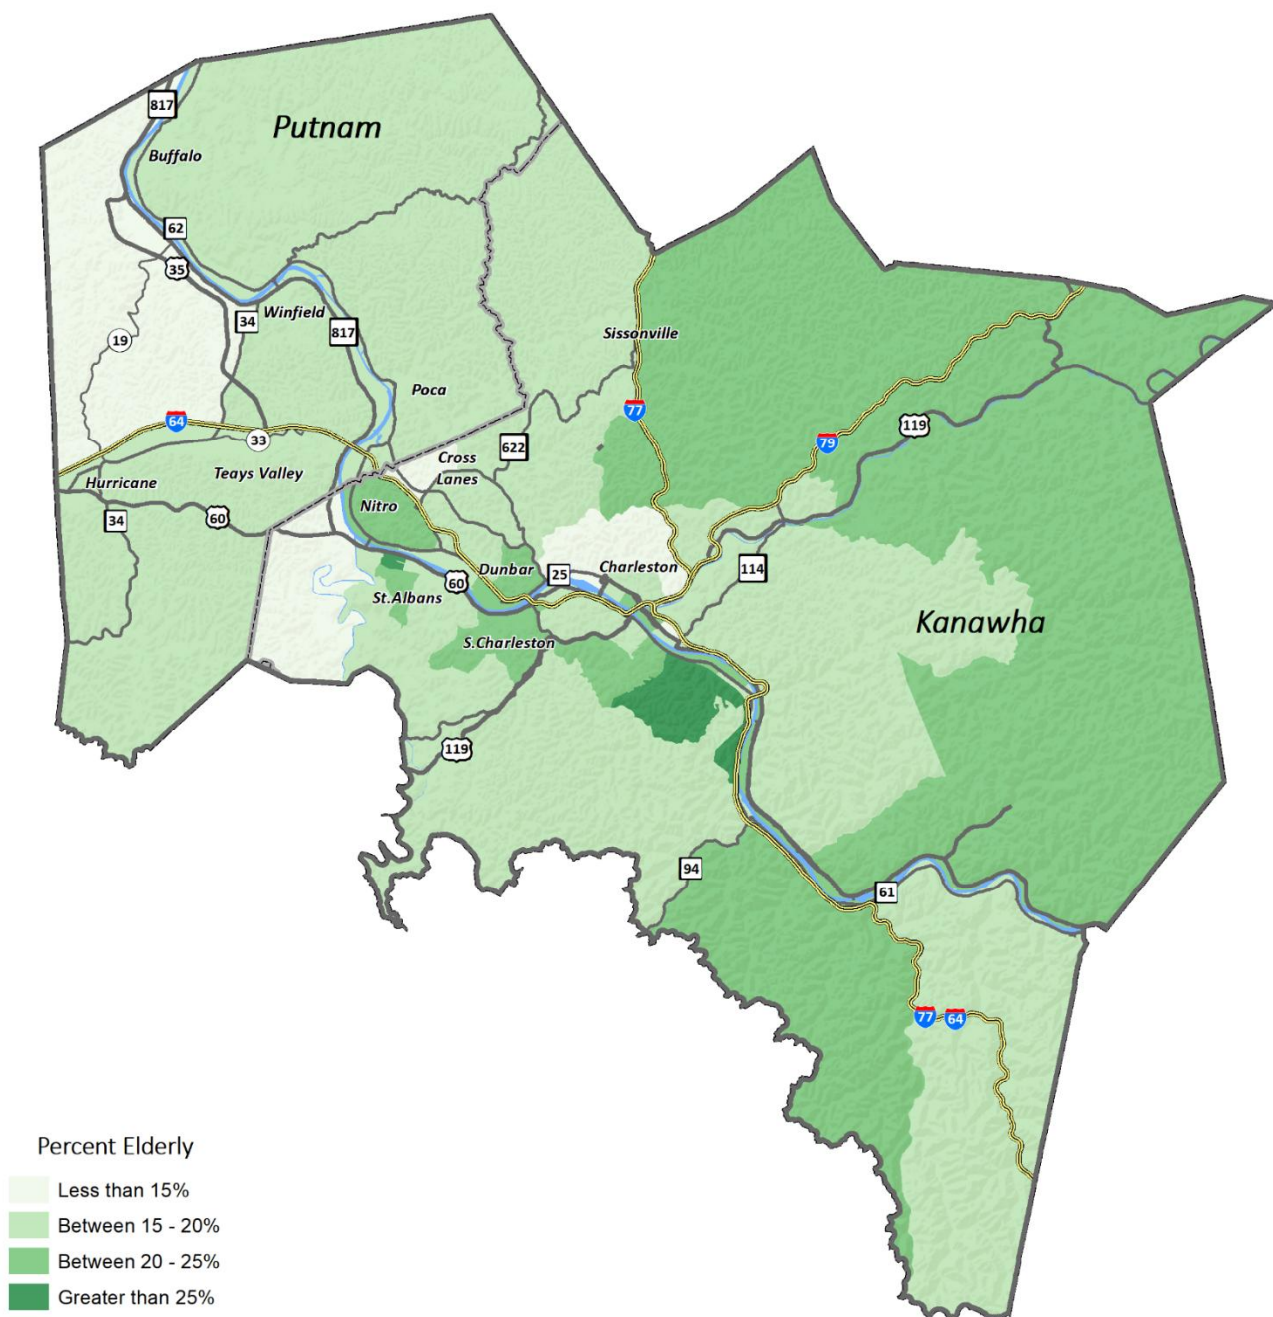 817
Putnam
Buffalo
62
35
Winfield
34
817
19
Sissonville
Poca
64
33
77
119
79
622
Cross
Lanes
Teays Valley
Hurricane
Nitro
34
60
Dunbar
25
Charleston
114
60
St.Albans
Kanawha
S.Charleston
119
94
61
77
64
Percent Elderly
Less than 15%
Between 15 - 20%
Between 20 - 25%
Greater than 25%